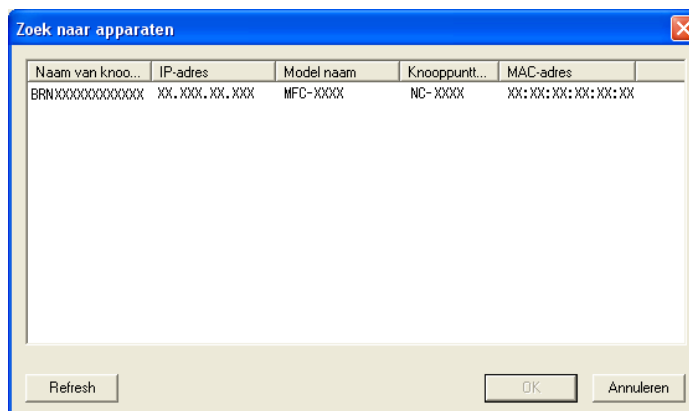 Zoek naar apparaten
Naam van knoo... IP-adres Model naam Knooppuntt... MAC-adres
BRNXXXXXXXXXXXX XX.XXX.XX.XXX MFC-XXXX NC-XXXX XX:XX:XX:XX:XX:XX
Refresh OK Annuleren